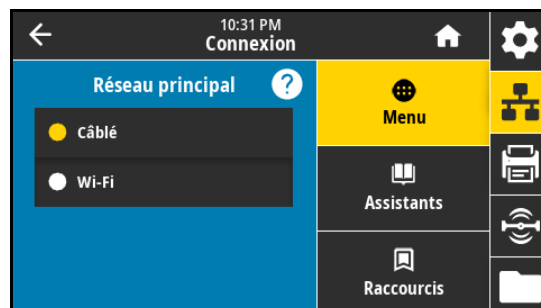 10:31 PM
Connexion
Réseau principal
?
Câblé
Wi-Fi
Menu
Assistants
Raccourcis